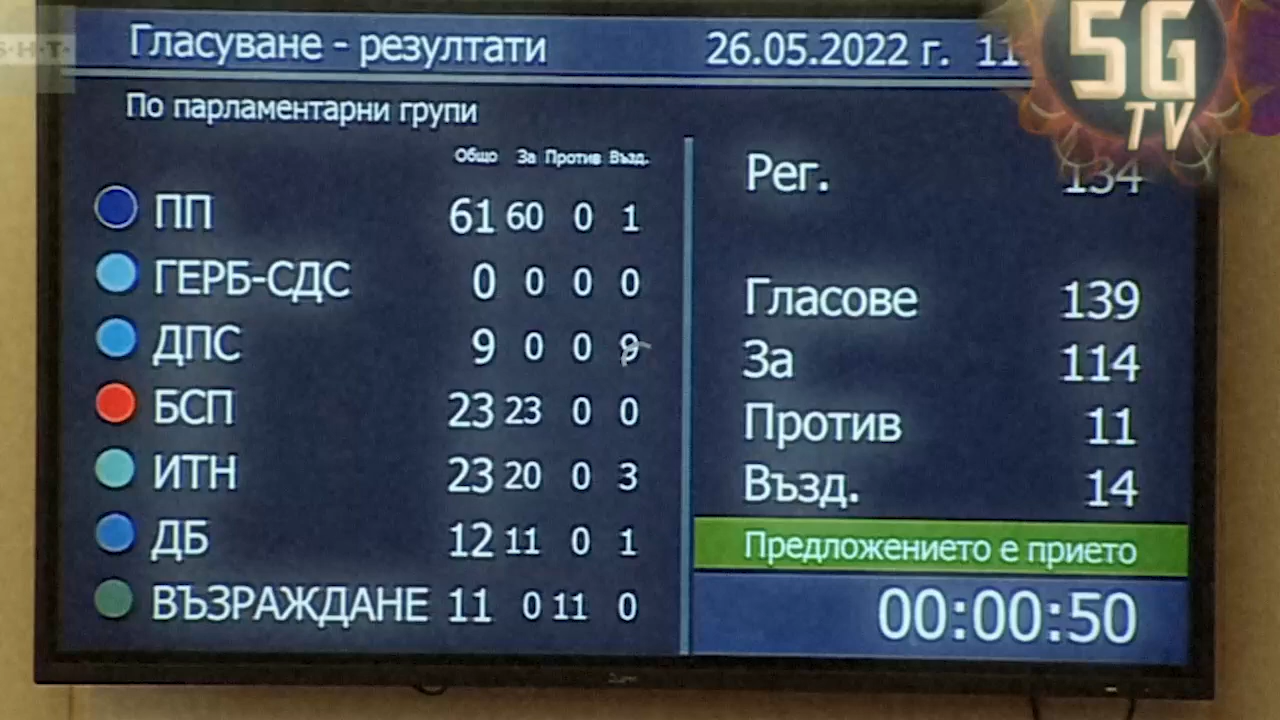 Б·Н·Т·
Гласуване - резултати 26.05.2022 г. 11
5G
TV
По парламентарни групи
Общо За Против Възд.
ПП 61 60 0 1
ГЕРБ-СДС 0 0 0 0
ДПС 9 0 0 9
БСП 23 23 0 0
ИТН 23 20 0 3
ДБ 12 11 0 1
ВЪЗРАЖДАНЕ 11 0 11 0
Рег. 134
Гласове 139
За 114
Против 11
Възд. 14
Предложението е прието
00:00:50